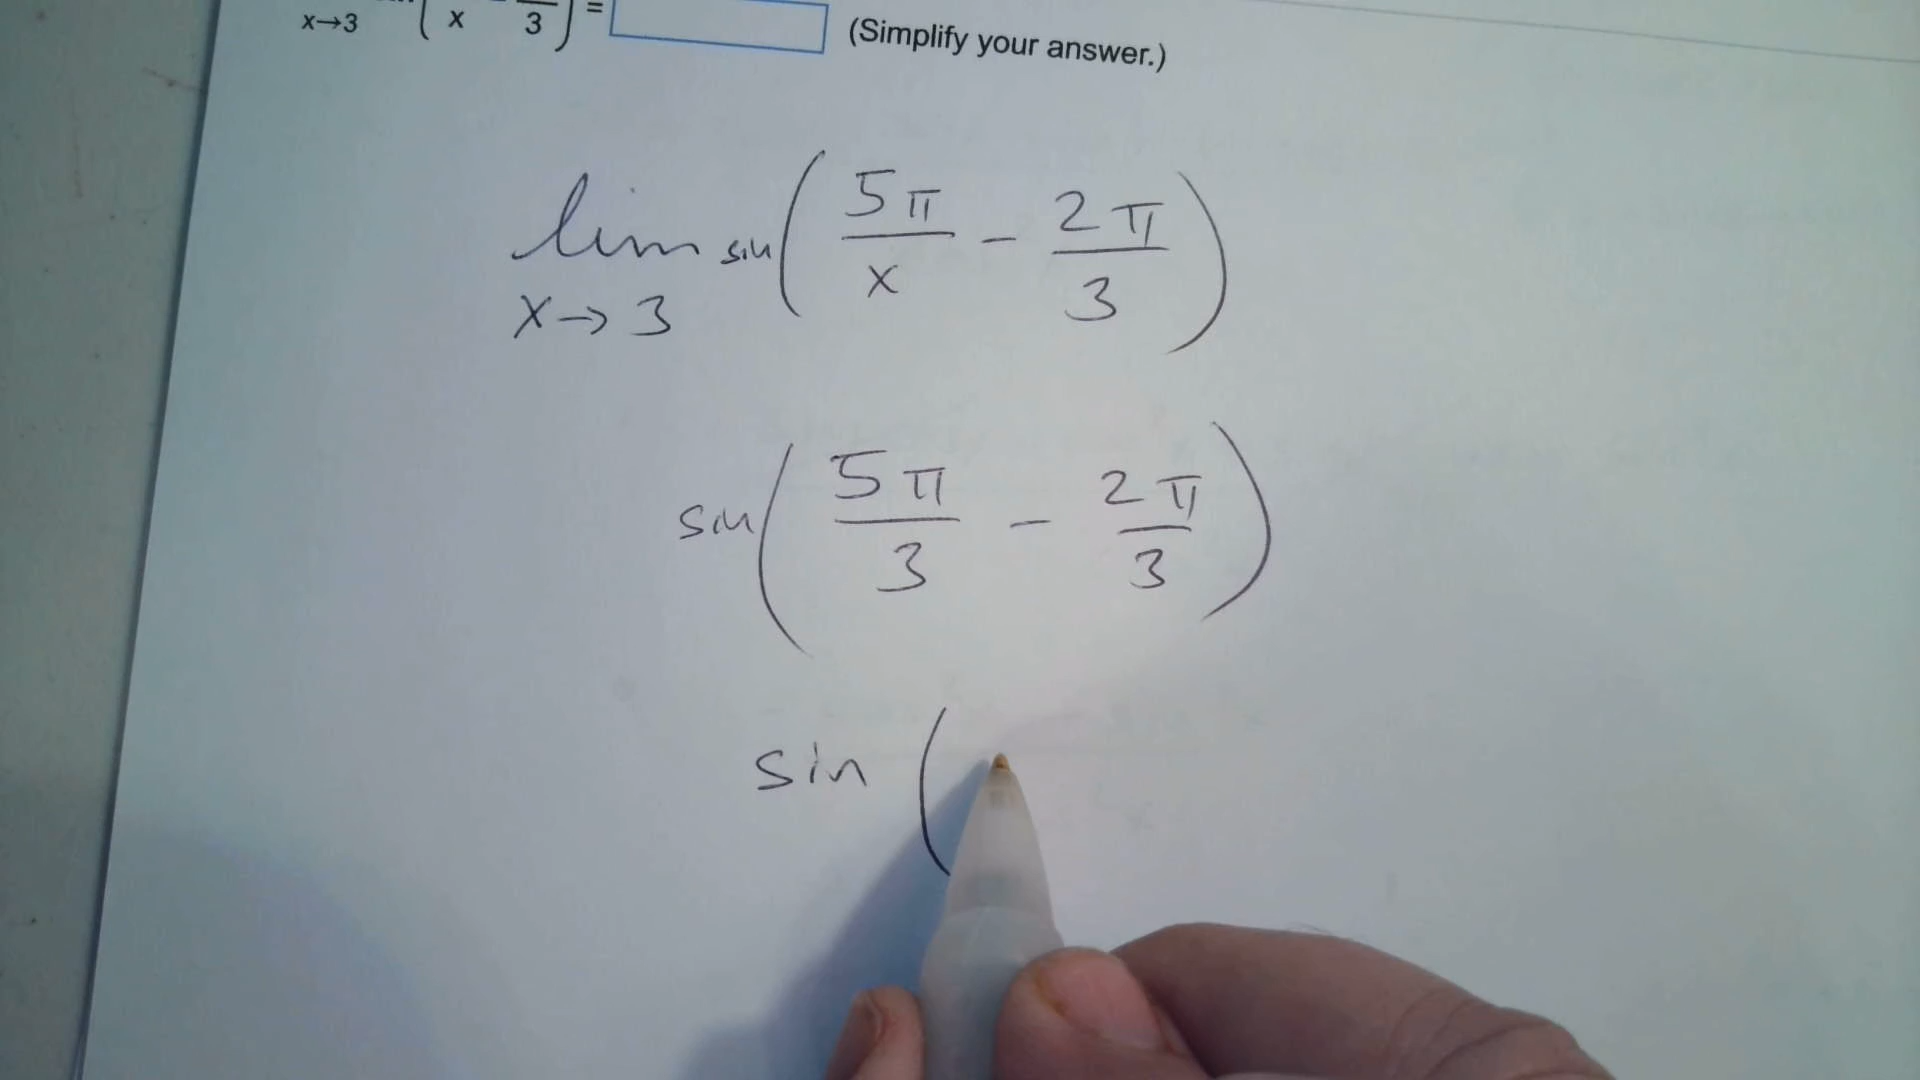 x→3 ( x 3 ) = (Simplify your answer.)
lim sin ( 5π/x − 2π/3 )
x→3
sin ( 5π/3 − 2π/3 )
sin (